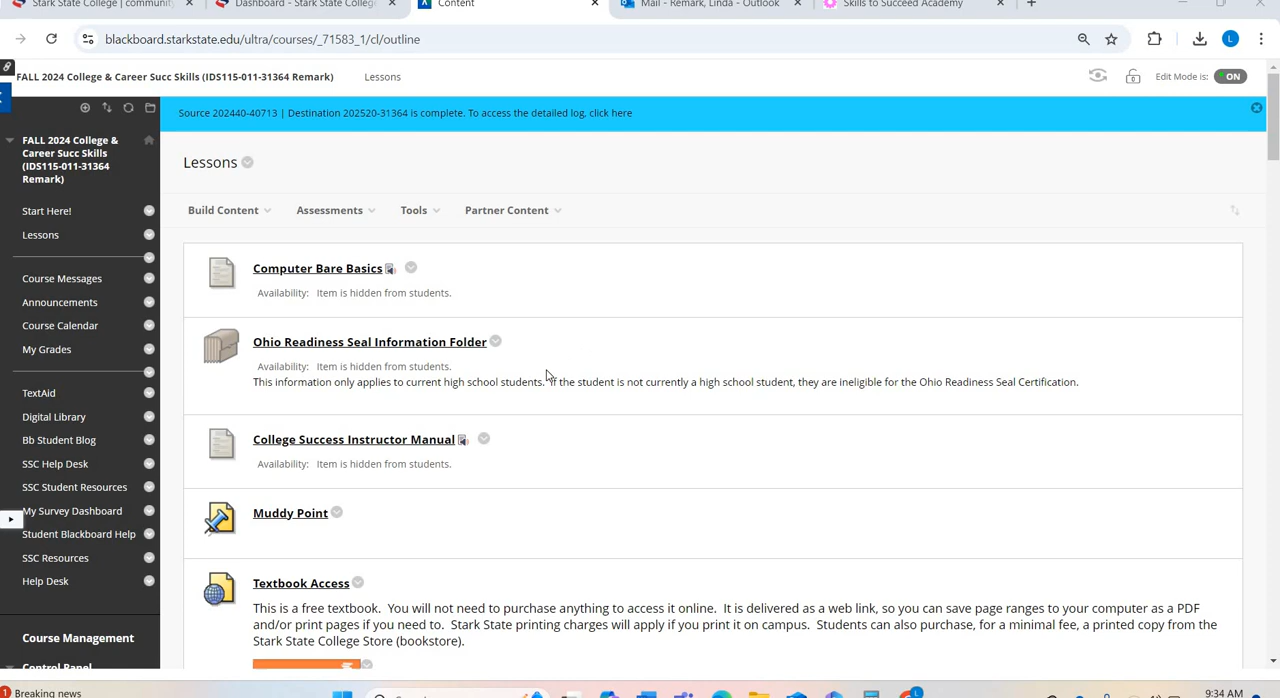 Stark State College | communit
Dashboard - Stark State College
Content
Mail - Remark, Linda - Outlook
Skills to Succeed Academy
blackboard.starkstate.edu/ultra/courses/_71583_1/cl/outline
L
FALL 2024 College & Career Succ Skills (IDS115-011-31364 Remark)
Lessons
Edit Mode is:
ON
Source 202440-40713 | Destination 202520-31364 is complete. To access the detailed log, click here
FALL 2024 College &
Career Succ Skills
(IDS115-011-31364
Remark)
Start Here!
Lessons
Course Messages
Announcements
Course Calendar
My Grades
TextAid
Digital Library
Bb Student Blog
SSC Help Desk
SSC Student Resources
My Survey Dashboard
Student Blackboard Help
SSC Resources
Help Desk
Course Management
Control Panel
Lessons
Build Content
Assessments
Tools
Partner Content
Computer Bare Basics
Availability: Item is hidden from students.
Ohio Readiness Seal Information Folder
Availability: Item is hidden from students.
This information only applies to current high school students. If the student is not currently a high school student, they are ineligible for the Ohio Readiness Seal Certification.
College Success Instructor Manual
Availability: Item is hidden from students.
Muddy Point
Textbook Access
This is a free textbook. You will not need to purchase anything to access it online. It is delivered as a web link, so you can save page ranges to your computer as a PDF
and/or print pages if you need to. Stark State printing charges will apply if you print it on campus. Students can also purchase, for a minimal fee, a printed copy from the
Stark State College Store (bookstore).
1
Breaking news
L
9:34 AM